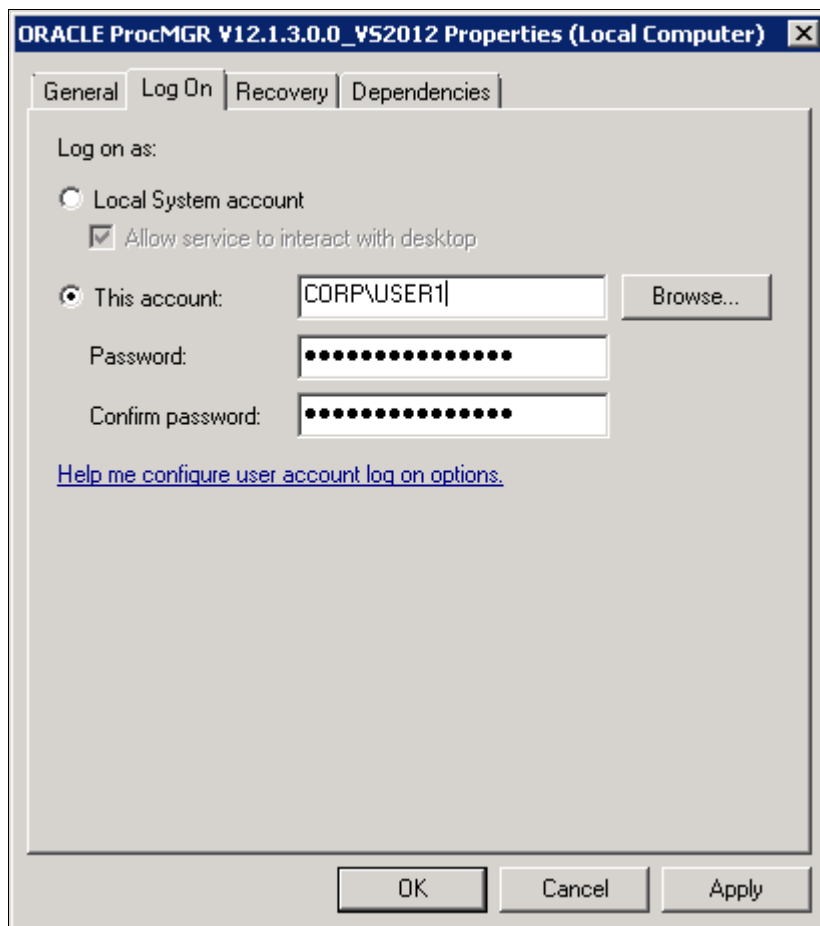 ORACLE ProcMGR V12.1.3.0.0_VS2012 Properties (Local Computer)
General Log On Recovery Dependencies
Log on as:
Local System account
Allow service to interact with desktop
This account: CORP\USER1 Browse...
Password: •••••••••••••••
Confirm password: •••••••••••••••
Help me configure user account log on options.
OK Cancel Apply